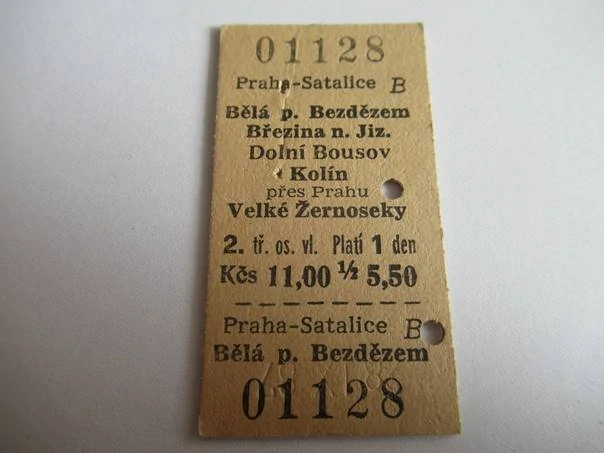 01128
Praha-Satalice B
Bělá p. Bezdězem
Březina n. Jiz.
Dolní Bousov
Kolín
přes Prahu
Velké Žernoseky
2. tř. os. vl. Platí 1 den
Kčs 11,00 ½ 5,50
Praha-Satalice B
Bělá p. Bezdězem
01128